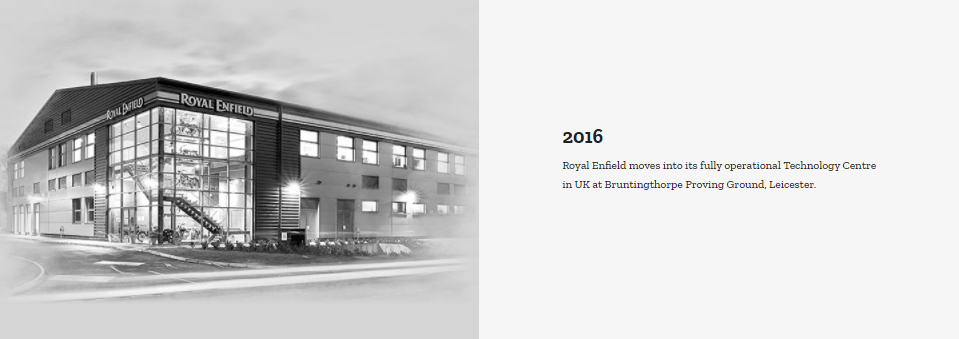 ROYAL ENFIELD
ROYAL ENFIELD
2016
Royal Enfield moves into its fully operational Technology Centre
in UK at Bruntingthorpe Proving Ground, Leicester.